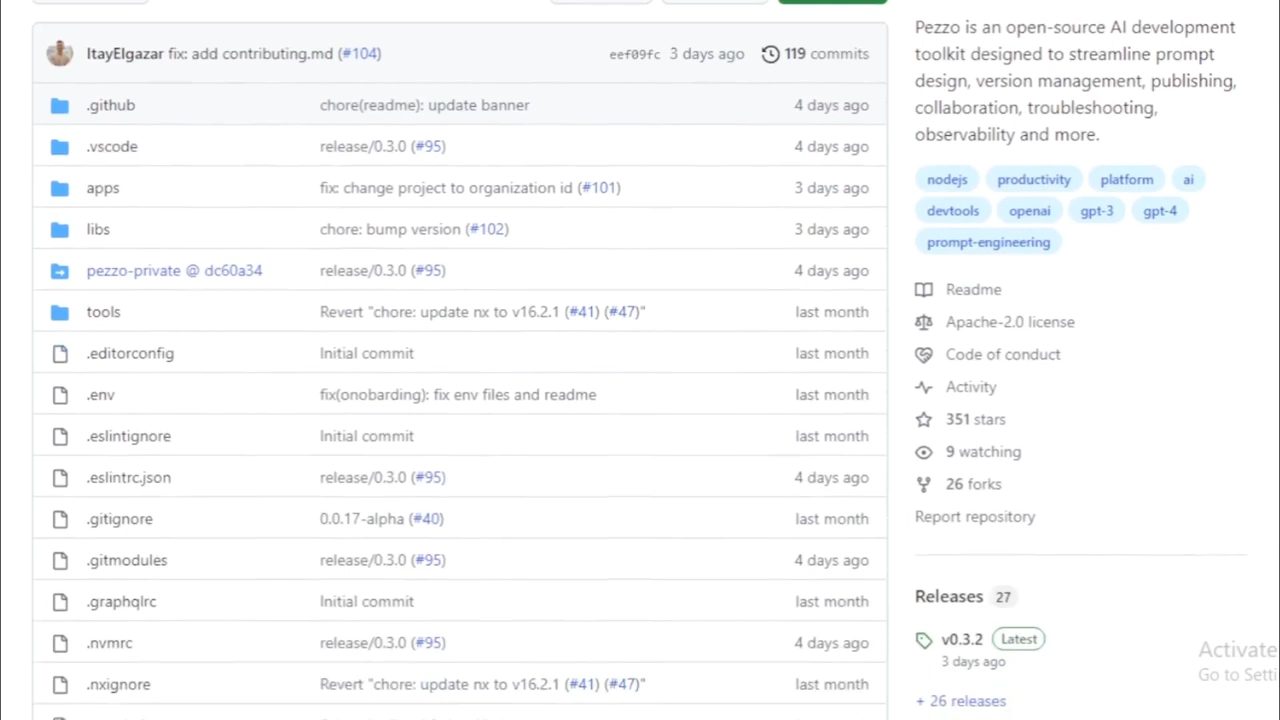 ItayElgazar fix: add contributing.md (#104) eef09fc 3 days ago 119 commits
.github chore(readme): update banner 4 days ago
.vscode release/0.3.0 (#95) 4 days ago
apps fix: change project to organization id (#101) 3 days ago
libs chore: bump version (#102) 3 days ago
pezzo-private @ dc60a34 release/0.3.0 (#95) 4 days ago
tools Revert "chore: update nx to v16.2.1 (#41) (#47)" last month
.editorconfig Initial commit last month
.env fix(onobarding): fix env files and readme last month
.eslintignore Initial commit last month
.eslintrc.json release/0.3.0 (#95) 4 days ago
.gitignore 0.0.17-alpha (#40) last month
.gitmodules release/0.3.0 (#95) 4 days ago
.graphqlrc Initial commit last month
.nvmrc release/0.3.0 (#95) 4 days ago
.nxignore Revert "chore: update nx to v16.2.1 (#41) (#47)" last month
Pezzo is an open-source AI development
toolkit designed to streamline prompt
design, version management, publishing,
collaboration, troubleshooting,
observability and more.
nodejs productivity platform ai
devtools openai gpt-3 gpt-4
prompt-engineering
Readme
Apache-2.0 license
Code of conduct
Activity
351 stars
9 watching
26 forks
Report repository
Releases 27
v0.3.2 Latest
3 days ago
+ 26 releases
Activate
Go to Setti